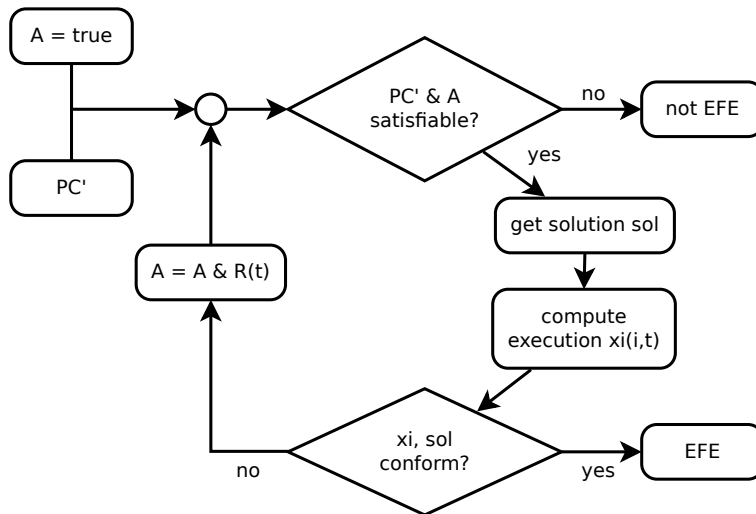 A = true
PC'
PC' & A
satisfiable?
no
not EFE
yes
get solution sol
compute
execution xi(i,t)
xi, sol
conform?
yes
EFE
no
A = A & R(t)